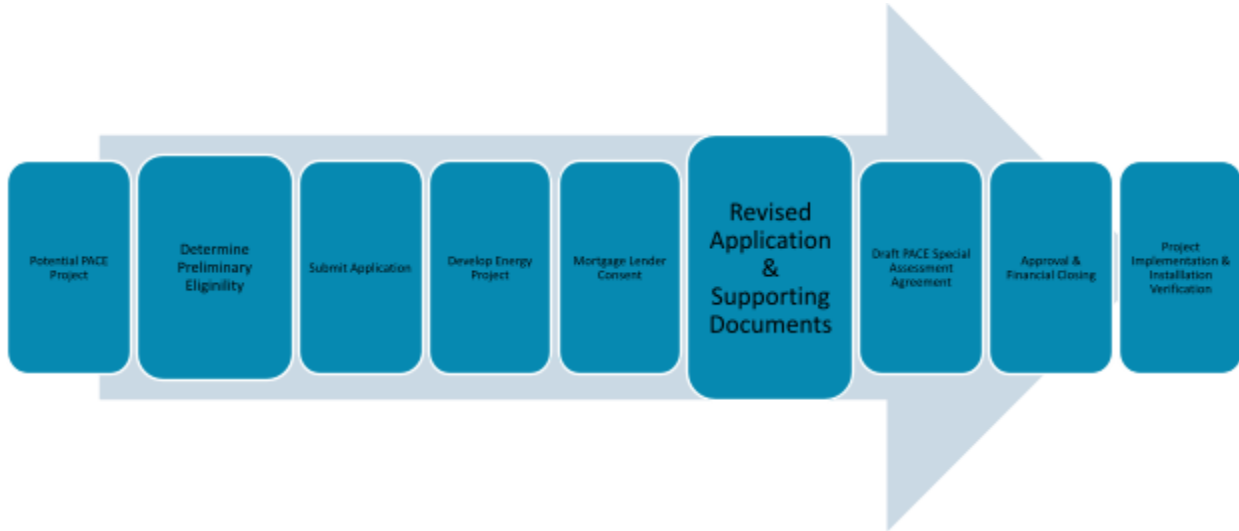 Potential PACE
Project
Determine
Preliminary
Eliginility
Submit Application
Develop Energy
Project
Mortgage Lender
Consent
Revised
Application
&
Supporting
Documents
Draft PACE Special
Assessment
Agreement
Approval &
Financial Closing
Project
Implementation &
Installlation
Verification